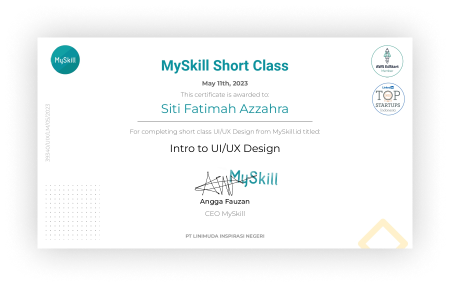 MySkill
MySkill Short Class
May 11th, 2023
This certificate is awarded to:
Siti Fatimah Azzahra
For completing short class UI/UX Design from MySkill.id titled:
Intro to UI/UX Design
MySkill
Angga Fauzan
CEO MySkill
PT LINIMUDA INSPIRASI NEGERI
LinkedIn
TOP
STARTUPS